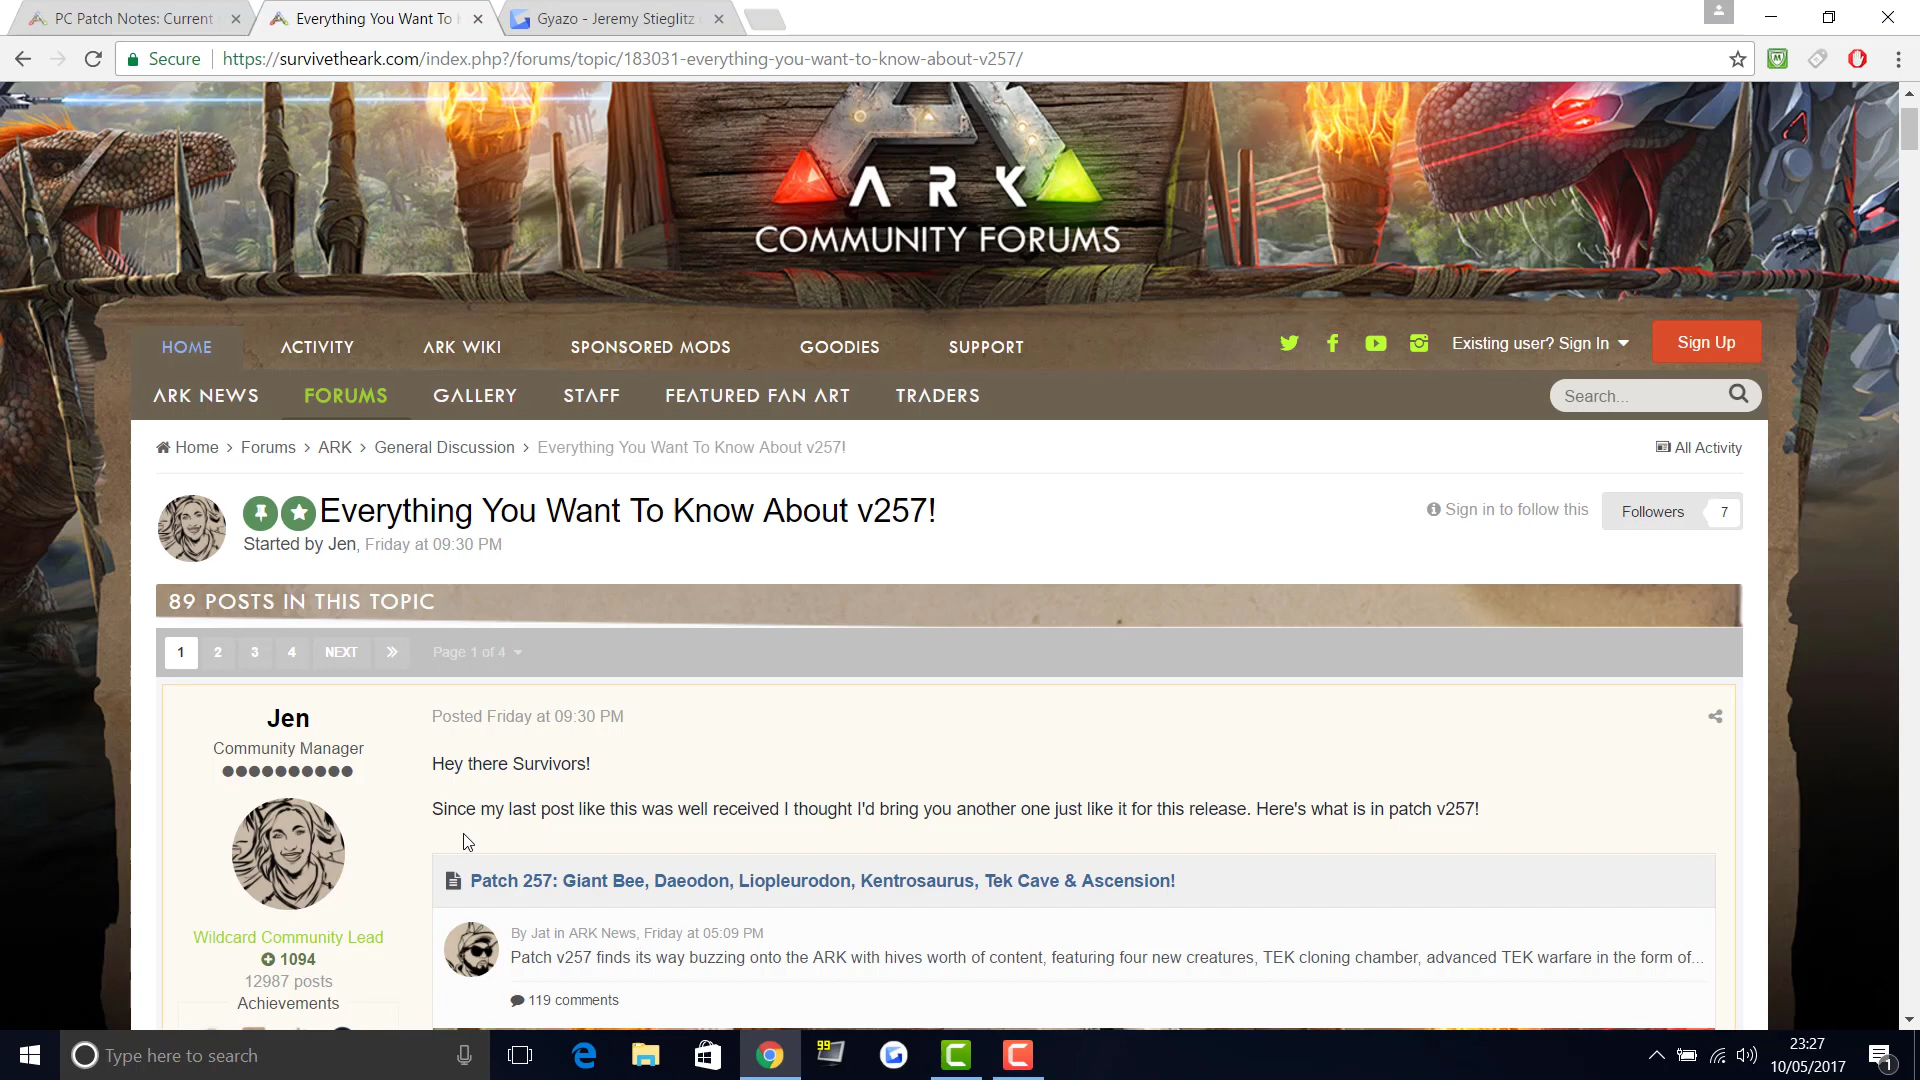 PC Patch Notes: Current
Everything You Want To
Gyazo - Jeremy Stieglitz
Secure
https://survivetheark.com/index.php?/forums/topic/183031-everything-you-want-to-know-about-v257/
ARK
COMMUNITY FORUMS
HOME
ACTIVITY
ARK WIKI
SPONSORED MODS
GOODIES
SUPPORT
Existing user? Sign In
Sign Up
ARK NEWS
FORUMS
GALLERY
STAFF
FEATURED FAN ART
TRADERS
Search...
Home > Forums > ARK > General Discussion > Everything You Want To Know About v257!
All Activity
Everything You Want To Know About v257!
Started by Jen, Friday at 09:30 PM
Sign in to follow this
Followers 7
89 POSTS IN THIS TOPIC
1 2 3 4 NEXT » Page 1 of 4
Jen
Community Manager
Wildcard Community Lead
1094
12987 posts
Achievements
Posted Friday at 09:30 PM
Hey there Survivors!
Since my last post like this was well received I thought I'd bring you another one just like it for this release. Here's what is in patch v257!
Patch 257: Giant Bee, Daeodon, Liopleurodon, Kentrosaurus, Tek Cave & Ascension!
By Jat in ARK News, Friday at 05:09 PM
Patch v257 finds its way buzzing onto the ARK with hives worth of content, featuring four new creatures, TEK cloning chamber, advanced TEK warfare in the form of...
119 comments
Type here to search
99
23:27
10/05/2017
1